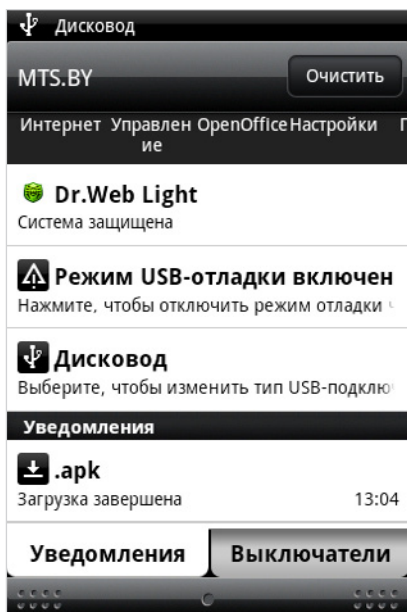 Дисковод
MTS.BY
Очистить
Интернет Управлен OpenOffice Настройки
ие
Dr.Web Light
Система защищена
Режим USB-отладки включен
Нажмите, чтобы отключить режим отладки
Дисковод
Выберите, чтобы изменить тип USB-подклю
Уведомления
.apk
Загрузка завершена 13:04
Уведомления Выключатели